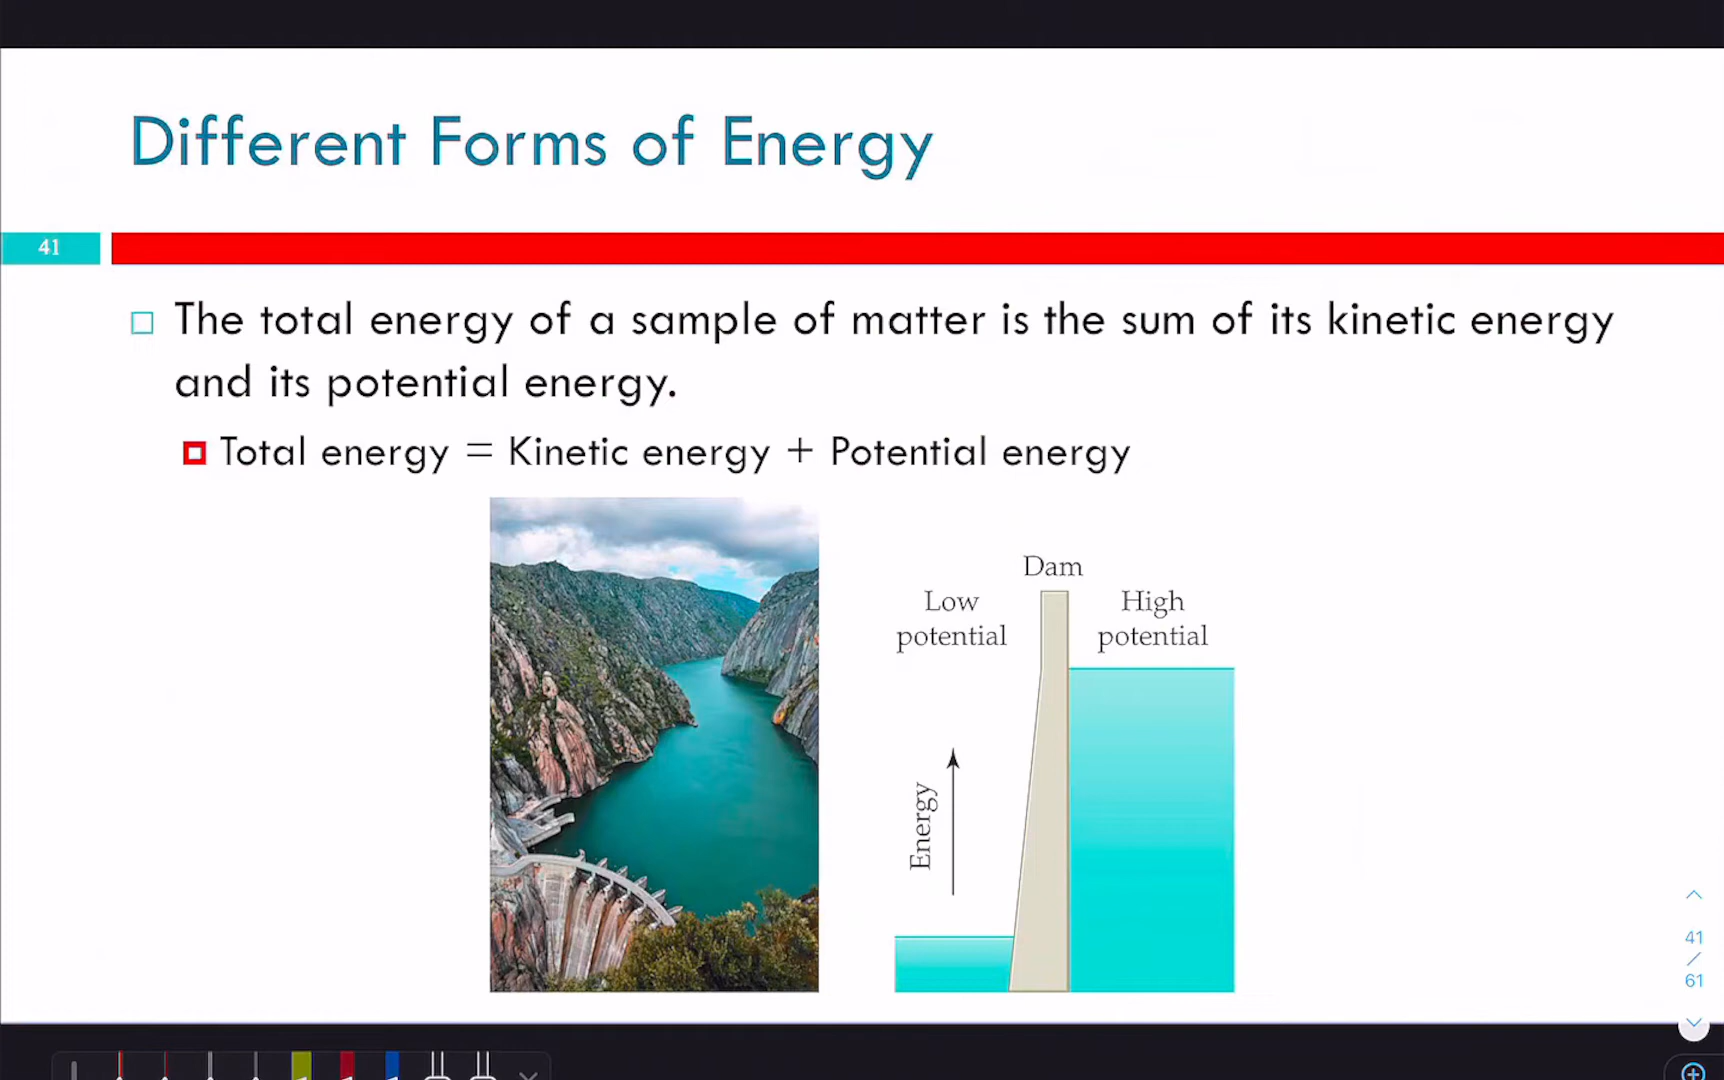 Different Forms of Energy
41
The total energy of a sample of matter is the sum of its kinetic energy
and its potential energy.
Total energy = Kinetic energy + Potential energy
Dam
Low
potential
High
potential
Energy
41
/
61